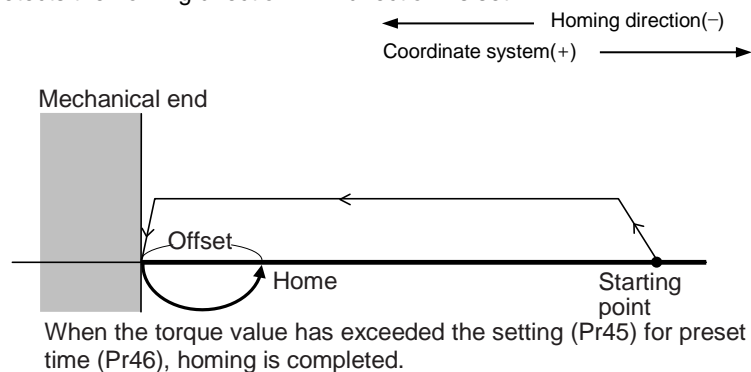 Homing direction(−)
Coordinate system(+)
Mechanical end
Offset
Home
Starting
point
When the torque value has exceeded the setting (Pr45) for preset
time (Pr46), homing is completed.